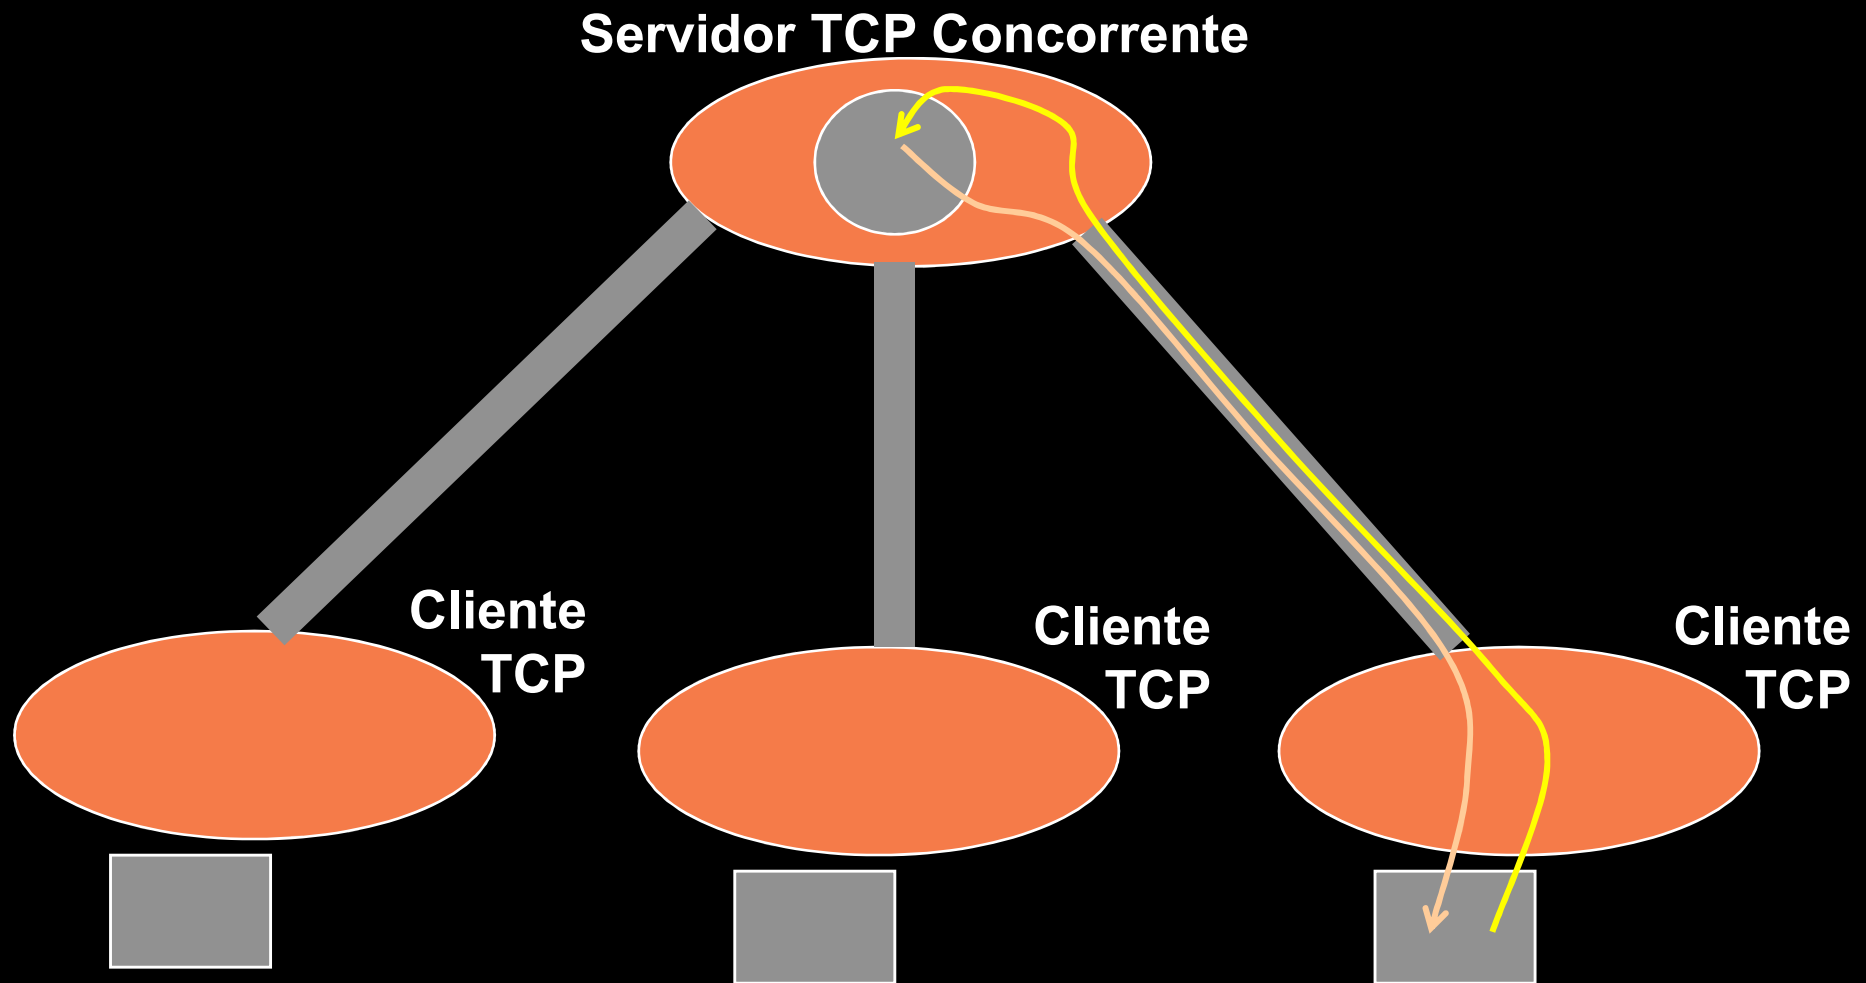 Servidor TCP Concorrente
Cliente
TCP
Cliente
TCP
Cliente
TCP